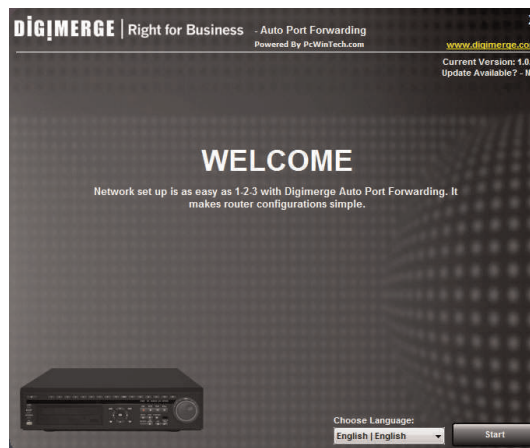 DIGIMERGE | Right for Business - Auto Port Forwarding
Powered By PcWinTech.com
www.digimerge.co
Current Version: 1.0.
Update Available? - N
WELCOME
Network set up is as easy as 1-2-3 with Digimerge Auto Port Forwarding. It
makes router configurations simple.
Choose Language:
English | English
Start